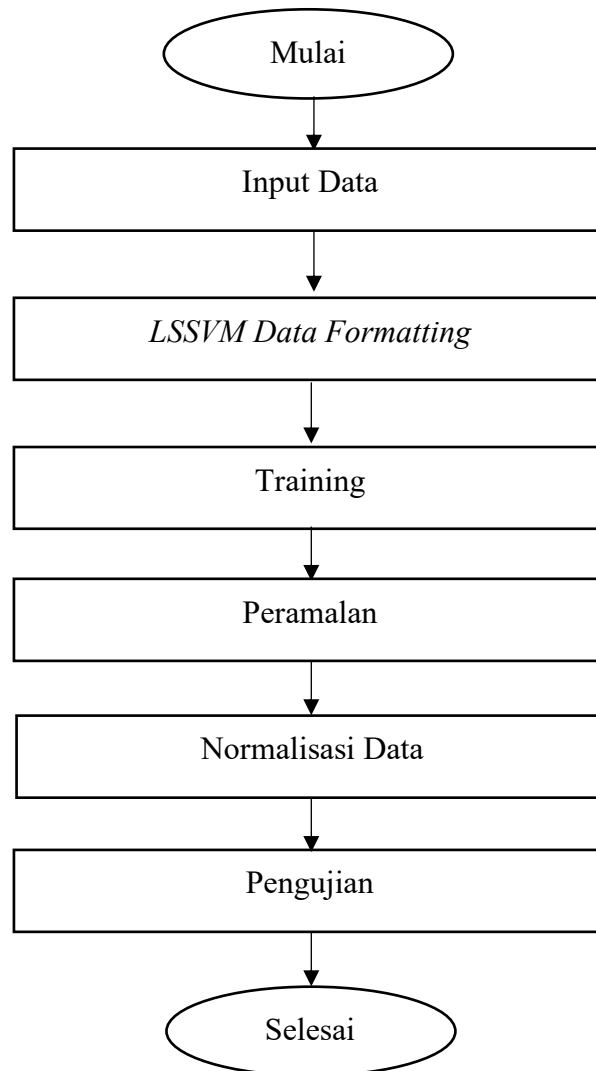 Mulai
Input Data
LSSVM Data Formatting
Training
Peramalan
Normalisasi Data
Pengujian
Selesai